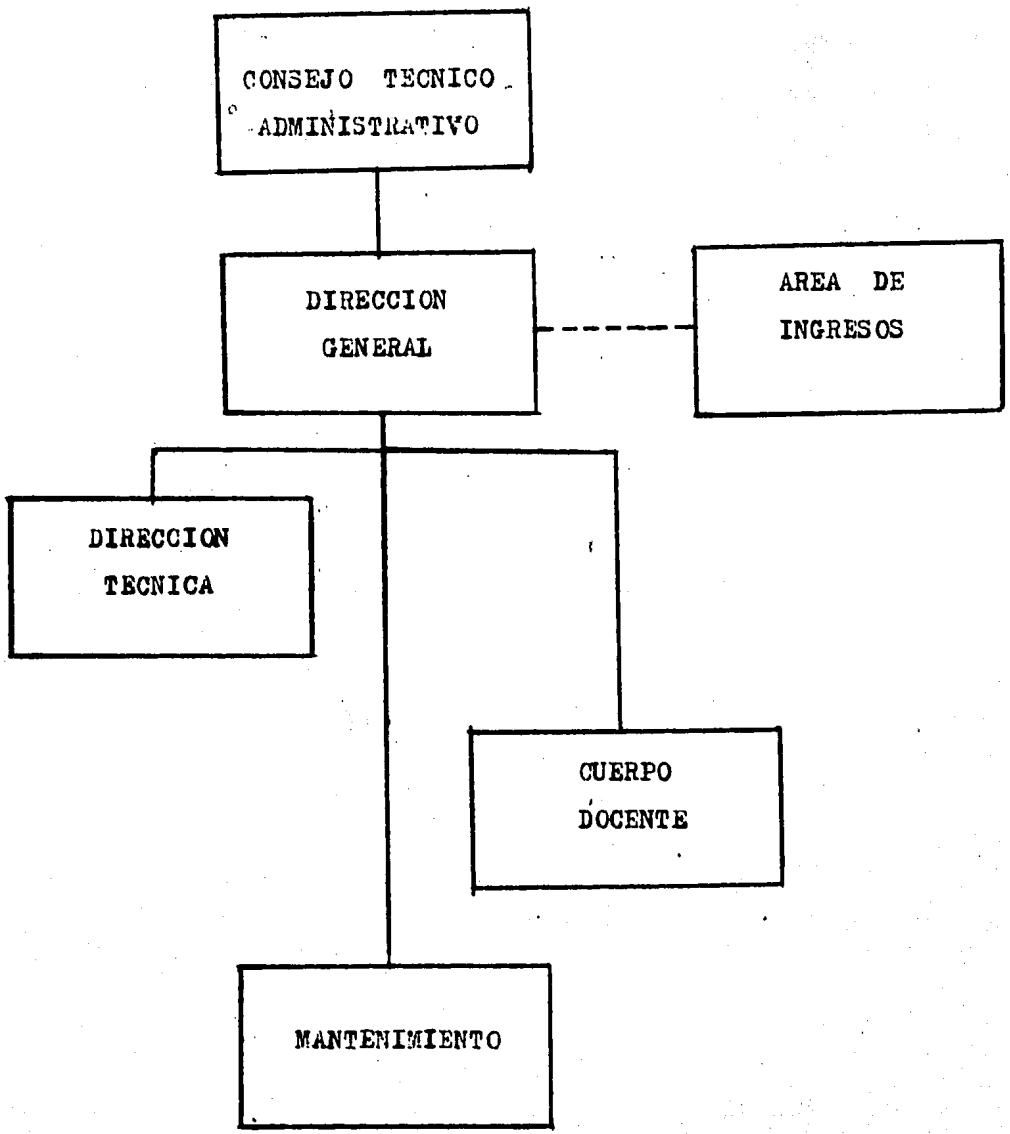 CONSEJO TECNICO
ADMINISTRATIVO
DIRECCION
GENERAL
AREA DE
INGRESOS
DIRECCION
TECNICA
CUERPO
DOCENTE
MANTENIMIENTO